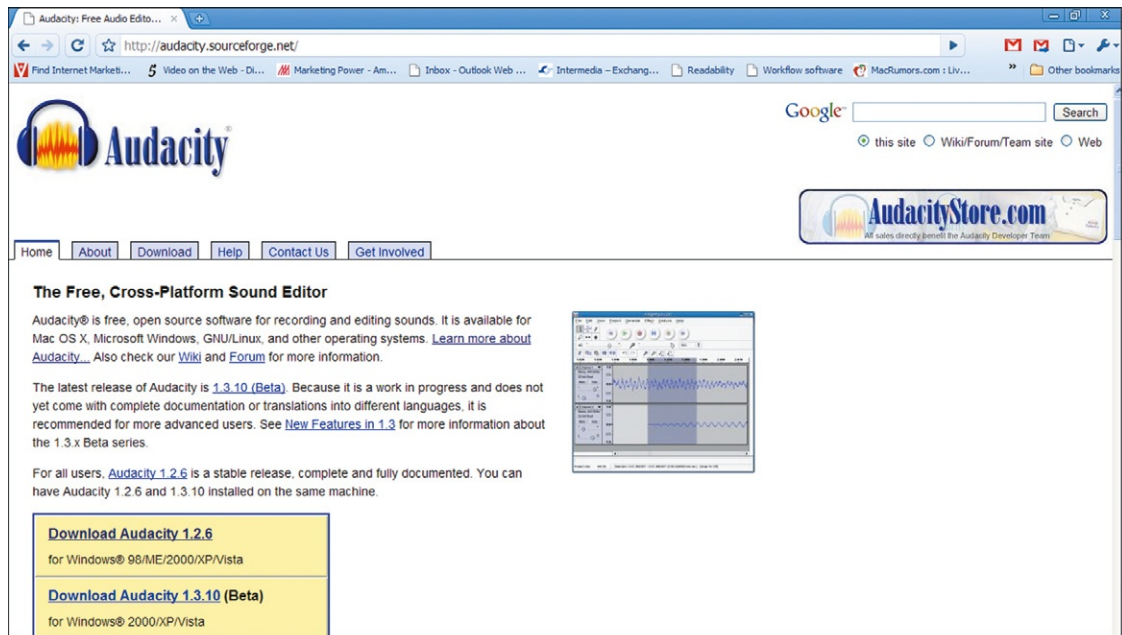 Audacity: Free Audio Edito...
http://audacity.sourceforge.net/
Find Internet Marketi... Video on the Web - Di... Marketing Power - Am... Inbox - Outlook Web ... Intermedia – Exchang... Readability Workflow software MacRumors.com : Liv... » Other bookmarks
Audacity®
Google™ Search
this site Wiki/Forum/Team site Web
AudacityStore.com
All sales directly benefit the Audacity Developer Team
Home About Download Help Contact Us Get Involved
The Free, Cross-Platform Sound Editor
Audacity® is free, open source software for recording and editing sounds. It is available for
Mac OS X, Microsoft Windows, GNU/Linux, and other operating systems. Learn more about
Audacity... Also check our Wiki and Forum for more information.
The latest release of Audacity is 1.3.10 (Beta). Because it is a work in progress and does not
yet come with complete documentation or translations into different languages, it is
recommended for more advanced users. See New Features in 1.3 for more information about
the 1.3.x Beta series.
For all users, Audacity 1.2.6 is a stable release, complete and fully documented. You can
have Audacity 1.2.6 and 1.3.10 installed on the same machine.
Download Audacity 1.2.6
for Windows® 98/ME/2000/XP/Vista
Download Audacity 1.3.10 (Beta)
for Windows® 2000/XP/Vista